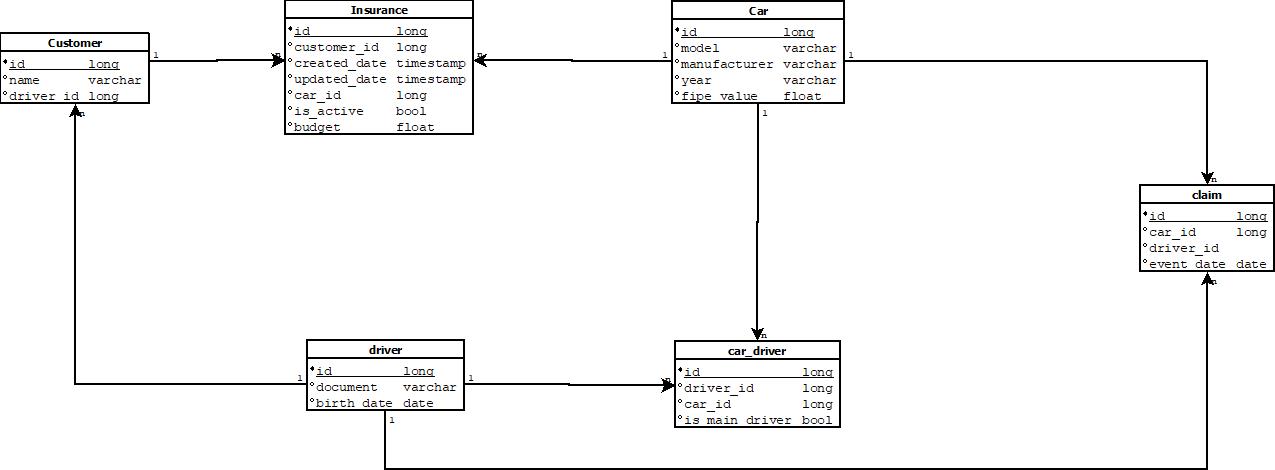 Customer
id long
name varchar
driver_id long
1
n
Insurance
id long
customer_id long
created_date timestamp
updated_date timestamp
car_id long
is_active bool
budget float
n
n
Car
id long
model varchar
manufacturer varchar
year varchar
fipe_value float
1
1
1
claim
id long
car_id long
driver_id
event_date date
n
n
driver
id long
document varchar
birth_date date
1
1
1
car_driver
id long
driver_id long
car_id long
is_main_driver bool
n
n